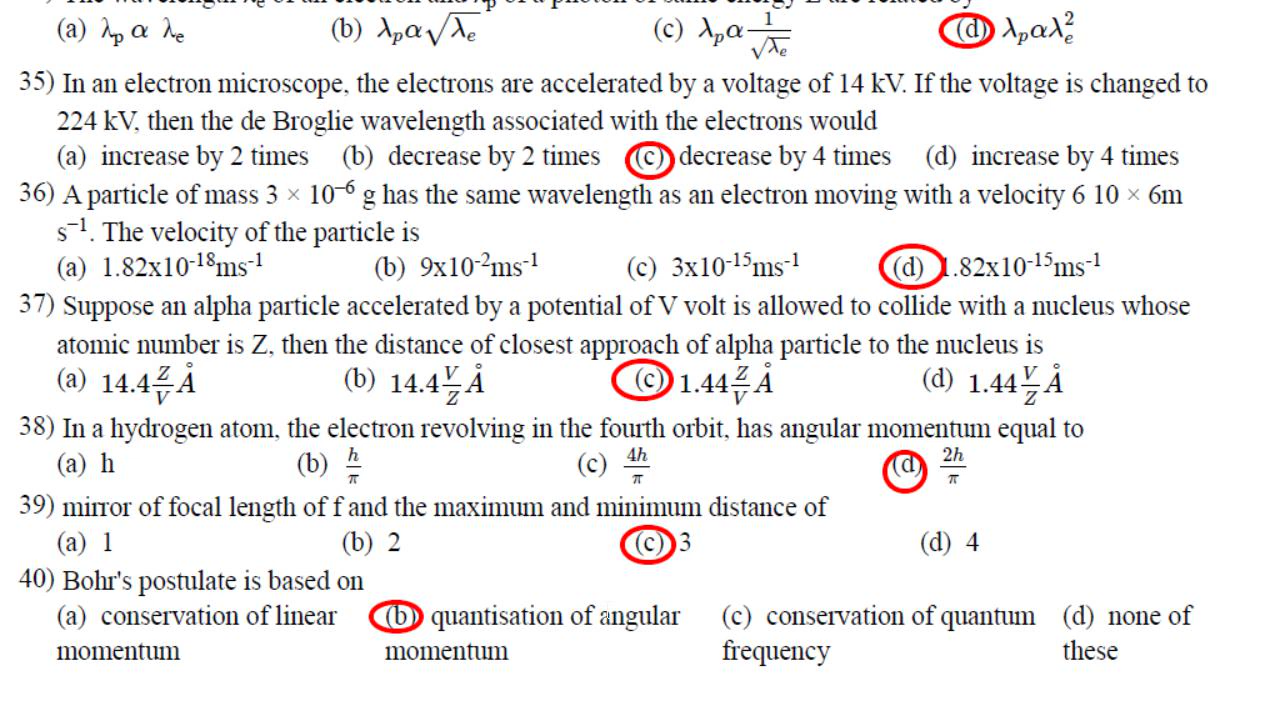 (a) λp α λe (b) λpα√λe (c) λpα 1/√λe (d) λpαλe²
35) In an electron microscope, the electrons are accelerated by a voltage of 14 kV. If the voltage is changed to
224 kV, then the de Broglie wavelength associated with the electrons would
(a) increase by 2 times (b) decrease by 2 times (c) decrease by 4 times (d) increase by 4 times
36) A particle of mass 3 × 10⁻⁶ g has the same wavelength as an electron moving with a velocity 6 10 × 6m
s⁻¹. The velocity of the particle is
(a) 1.82x10⁻¹⁸ms⁻¹ (b) 9x10⁻²ms⁻¹ (c) 3x10⁻¹⁵ms⁻¹ (d) 1.82x10⁻¹⁵ms⁻¹
37) Suppose an alpha particle accelerated by a potential of V volt is allowed to collide with a nucleus whose
atomic number is Z, then the distance of closest approach of alpha particle to the nucleus is
(a) 14.4 Z/V Å (b) 14.4 V/Z Å (c) 1.44 Z/V Å (d) 1.44 V/Z Å
38) In a hydrogen atom, the electron revolving in the fourth orbit, has angular momentum equal to
(a) h (b) h/π (c) 4h/π (d) 2h/π
39) mirror of focal length of f and the maximum and minimum distance of
(a) 1 (b) 2 (c) 3 (d) 4
40) Bohr's postulate is based on
(a) conservation of linear (b) quantisation of angular (c) conservation of quantum (d) none of
momentum momentum frequency these